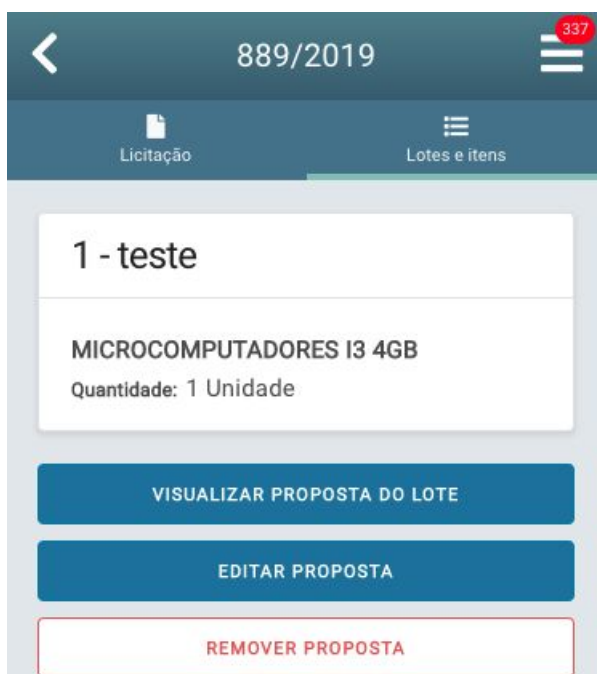 337
889/2019
Licitação
Lotes e itens
1 - teste
MICROCOMPUTADORES I3 4GB
Quantidade: 1 Unidade
VISUALIZAR PROPOSTA DO LOTE
EDITAR PROPOSTA
REMOVER PROPOSTA